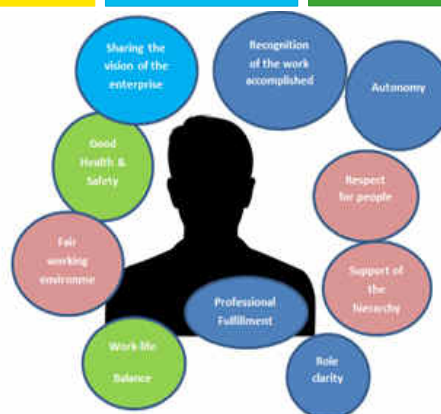 Sharing the
vision of the
enterprise
Recognition
of the work
accomplished
Autonomy
Good
Health &
Safety
Respect
for people
Fair
working
environme
Support of
the
hierarchy
Professional
Fulfillment
Work life
Balance
Role
clarity